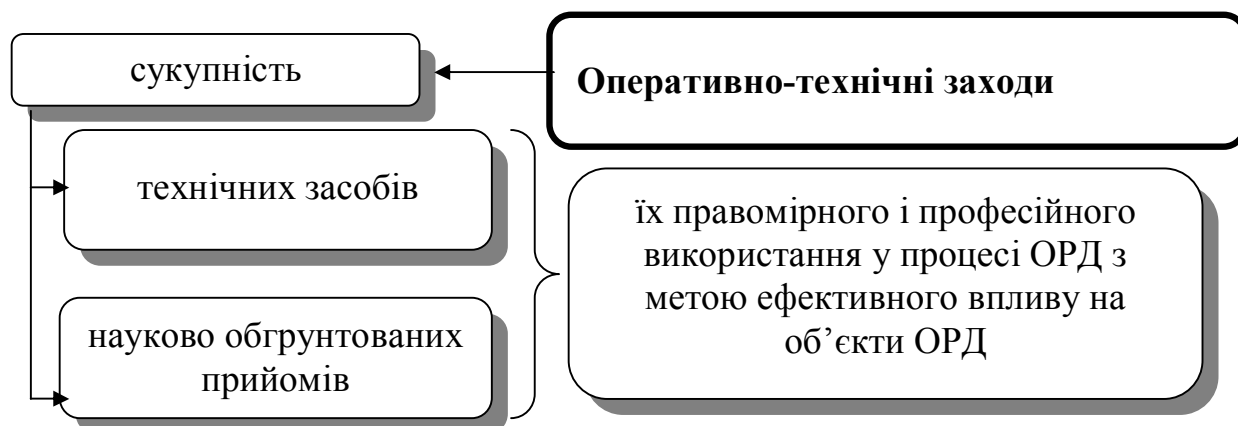 сукупність
Оперативно-технічні заходи
технічних засобів
науково обгрунтованих
прийомів
їх правомірного і професійного
використання у процесі ОРД з
метою ефективного впливу на
об’єкти ОРД